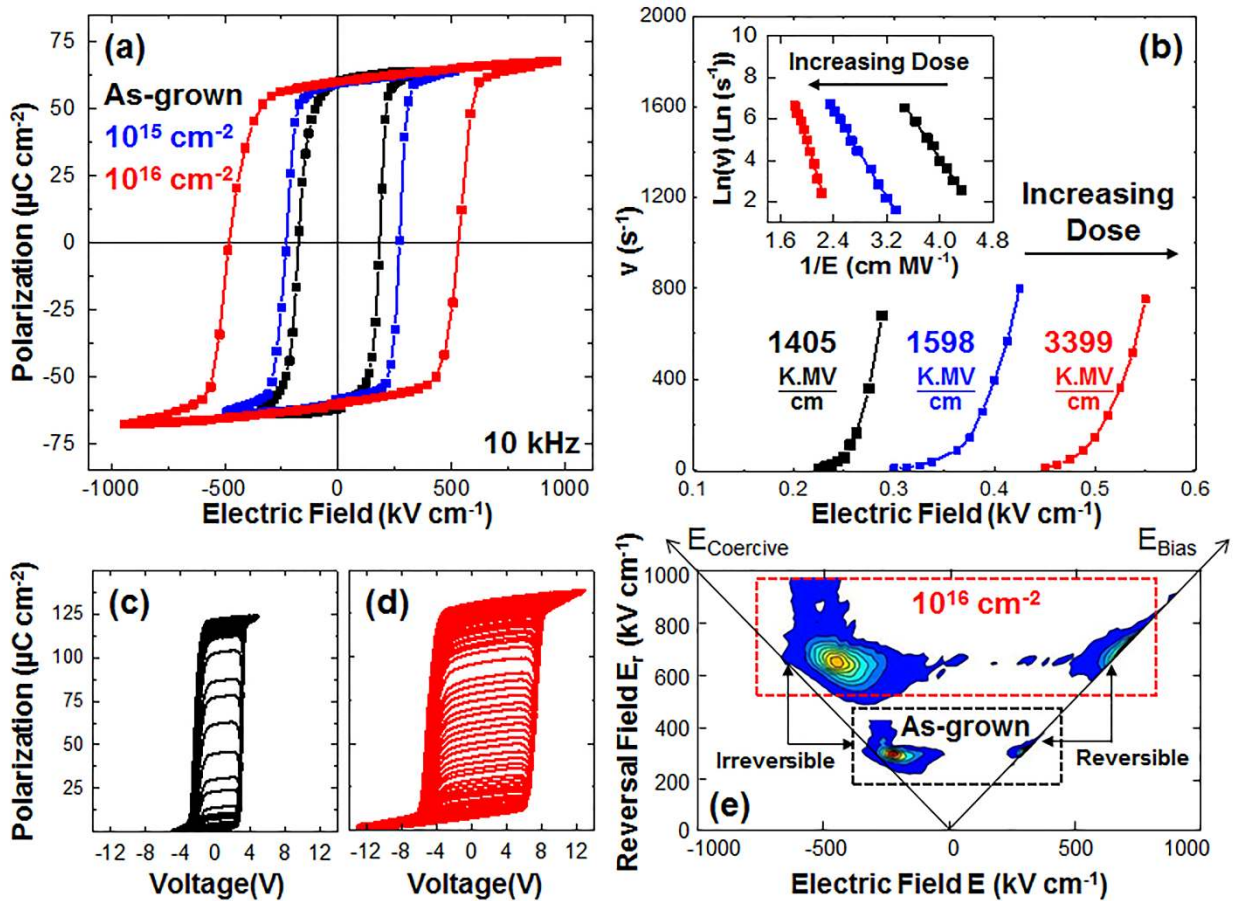 (a)
As-grown
10¹⁵ cm⁻²
10¹⁶ cm⁻²
10 kHz
75
50
25
0
-25
-50
-75
Polarization (µC cm⁻²)
-1000 -500 0 500 1000
Electric Field (kV cm⁻¹)
(b)
2000
1600
1200
800
400
0
ν (s⁻¹)
10
8
6
4
2
Ln(ν) (Ln (s⁻¹))
Increasing Dose
1.6 2.4 3.2 4.0 4.8
1/E (cm MV⁻¹)
Increasing
Dose
1405
K.MV
cm
1598
K.MV
cm
3399
K.MV
cm
0.1 0.2 0.3 0.4 0.5 0.6
Electric Field (kV cm⁻¹)
(c)
125
100
75
50
25
Polarization (µC cm⁻²)
-12 -8 -4 0 4 8 12
Voltage(V)
(d)
-12 -8 -4 0 4 8 12
Voltage(V)
E_Coercive
E_Bias
1000
800
600
400
200
0
Reversal Field Eᵣ (kV cm⁻¹)
10¹⁶ cm⁻²
As-grown
Irreversible
Reversible
(e)
-1000 -500 0 500 1000
Electric Field E (kV cm⁻¹)